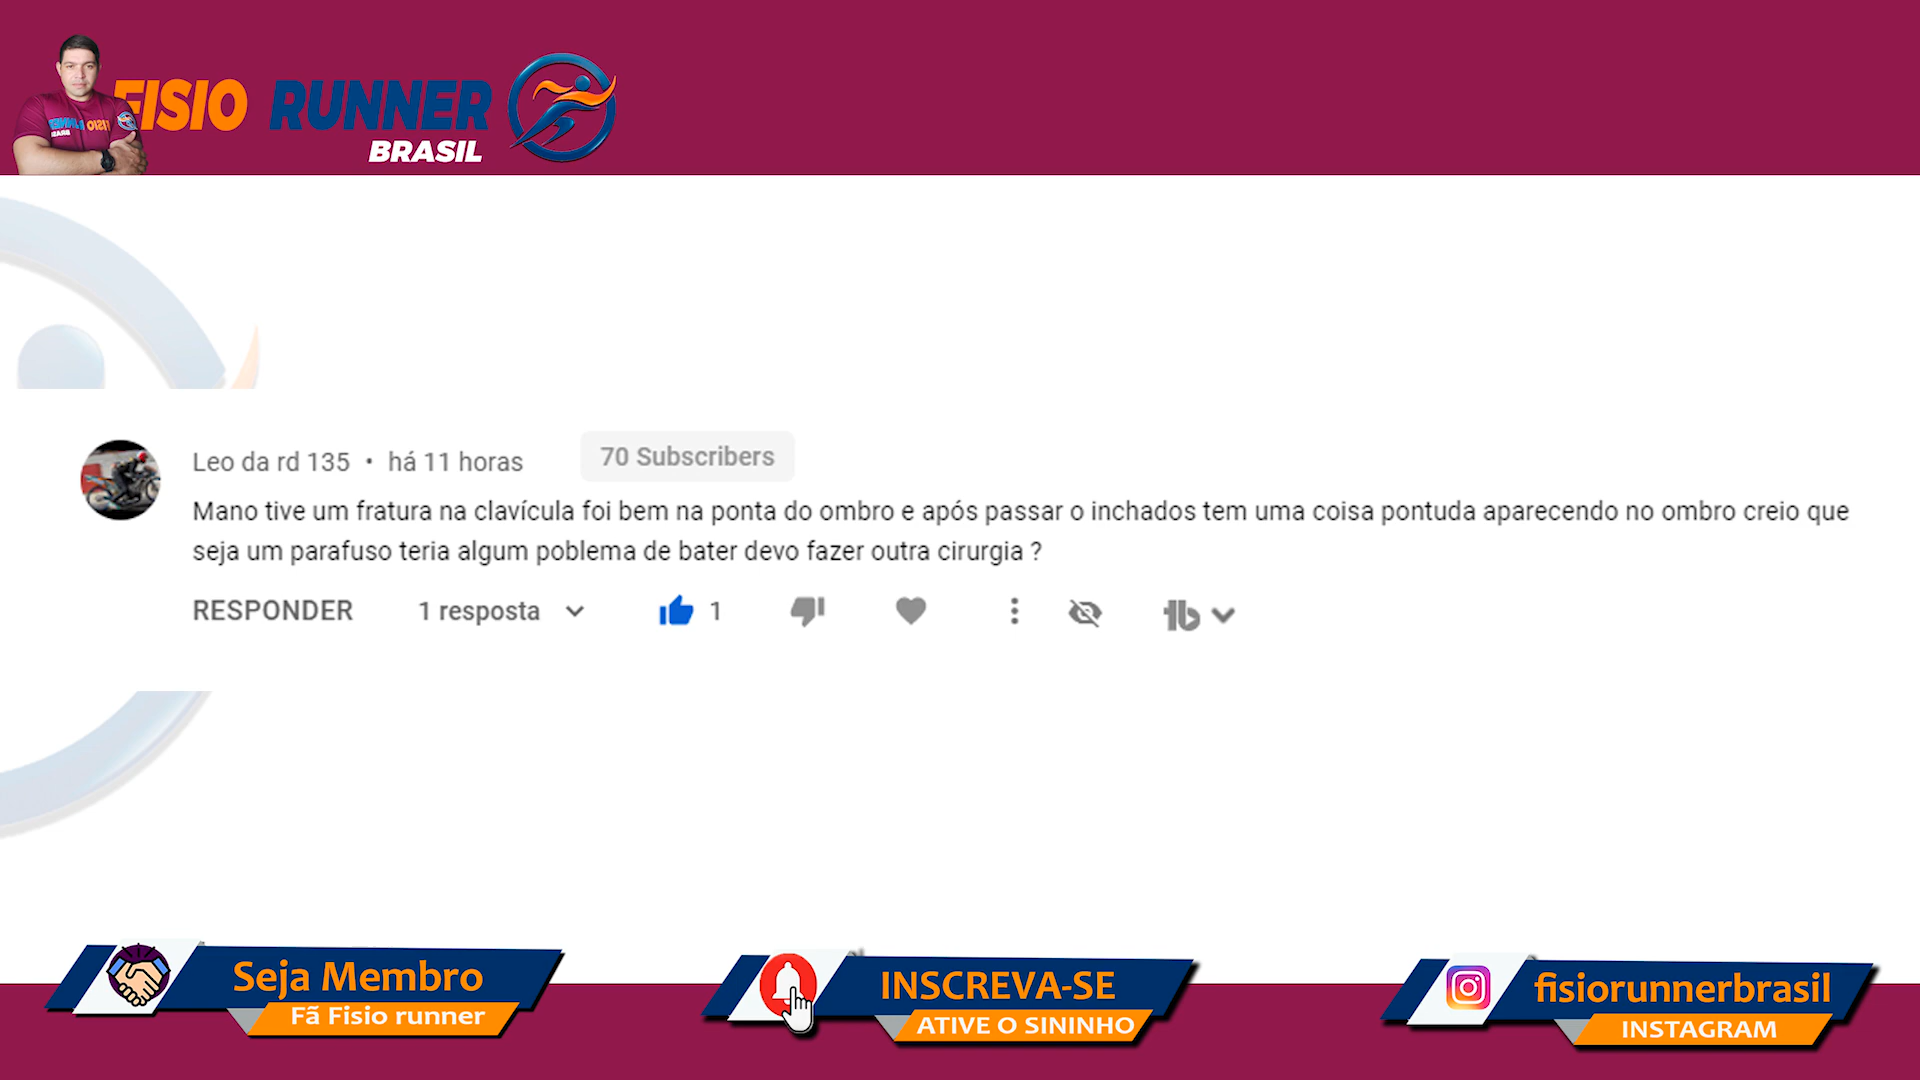 FISIO RUNNER
BRASIL
Leo da rd 135 • há 11 horas 70 Subscribers
Mano tive um fratura na clavícula foi bem na ponta do ombro e após passar o inchados tem uma coisa pontuda aparecendo no ombro creio que
seja um parafuso teria algum poblema de bater devo fazer outra cirurgia ?
RESPONDER 1 resposta 1
Seja Membro
Fã Fisio runner
INSCREVA-SE
ATIVE O SININHO
fisiorunnerbrasil
INSTAGRAM